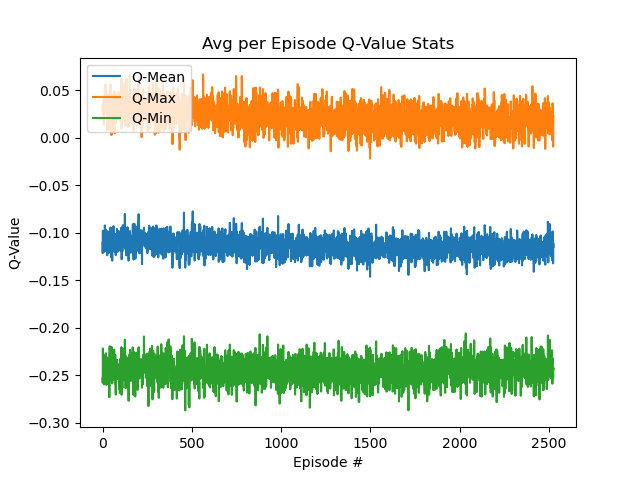 Avg per Episode Q-Value Stats
Q-Mean
Q-Max
Q-Min
0.05
0.00
−0.05
−0.10
−0.15
−0.20
−0.25
−0.30
Q-Value
0
500
1000
1500
2000
2500
Episode #